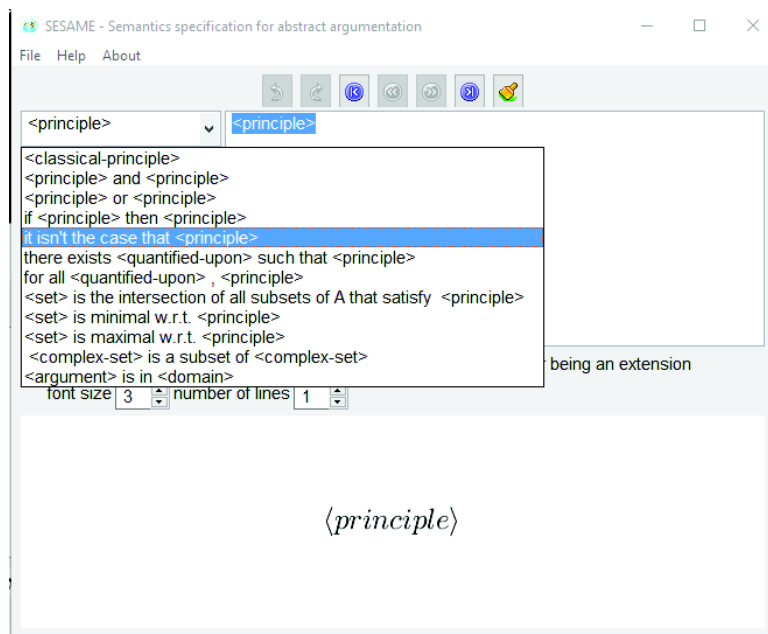 SESAME - Semantics specification for abstract argumentation
File Help About
<principle> <principle>
<classical-principle>
<principle> and <principle>
<principle> or <principle>
if <principle> then <principle>
it isn't the case that <principle>
there exists <quantified-upon> such that <principle>
for all <quantified-upon> , <principle>
<set> is the intersection of all subsets of A that satisfy <principle>
<set> is minimal w.r.t. <principle>
<set> is maximal w.r.t. <principle>
<complex-set> is a subset of <complex-set>
<argument> is in <domain>
being an extension
font size 3 number of lines 1
⟨principle⟩